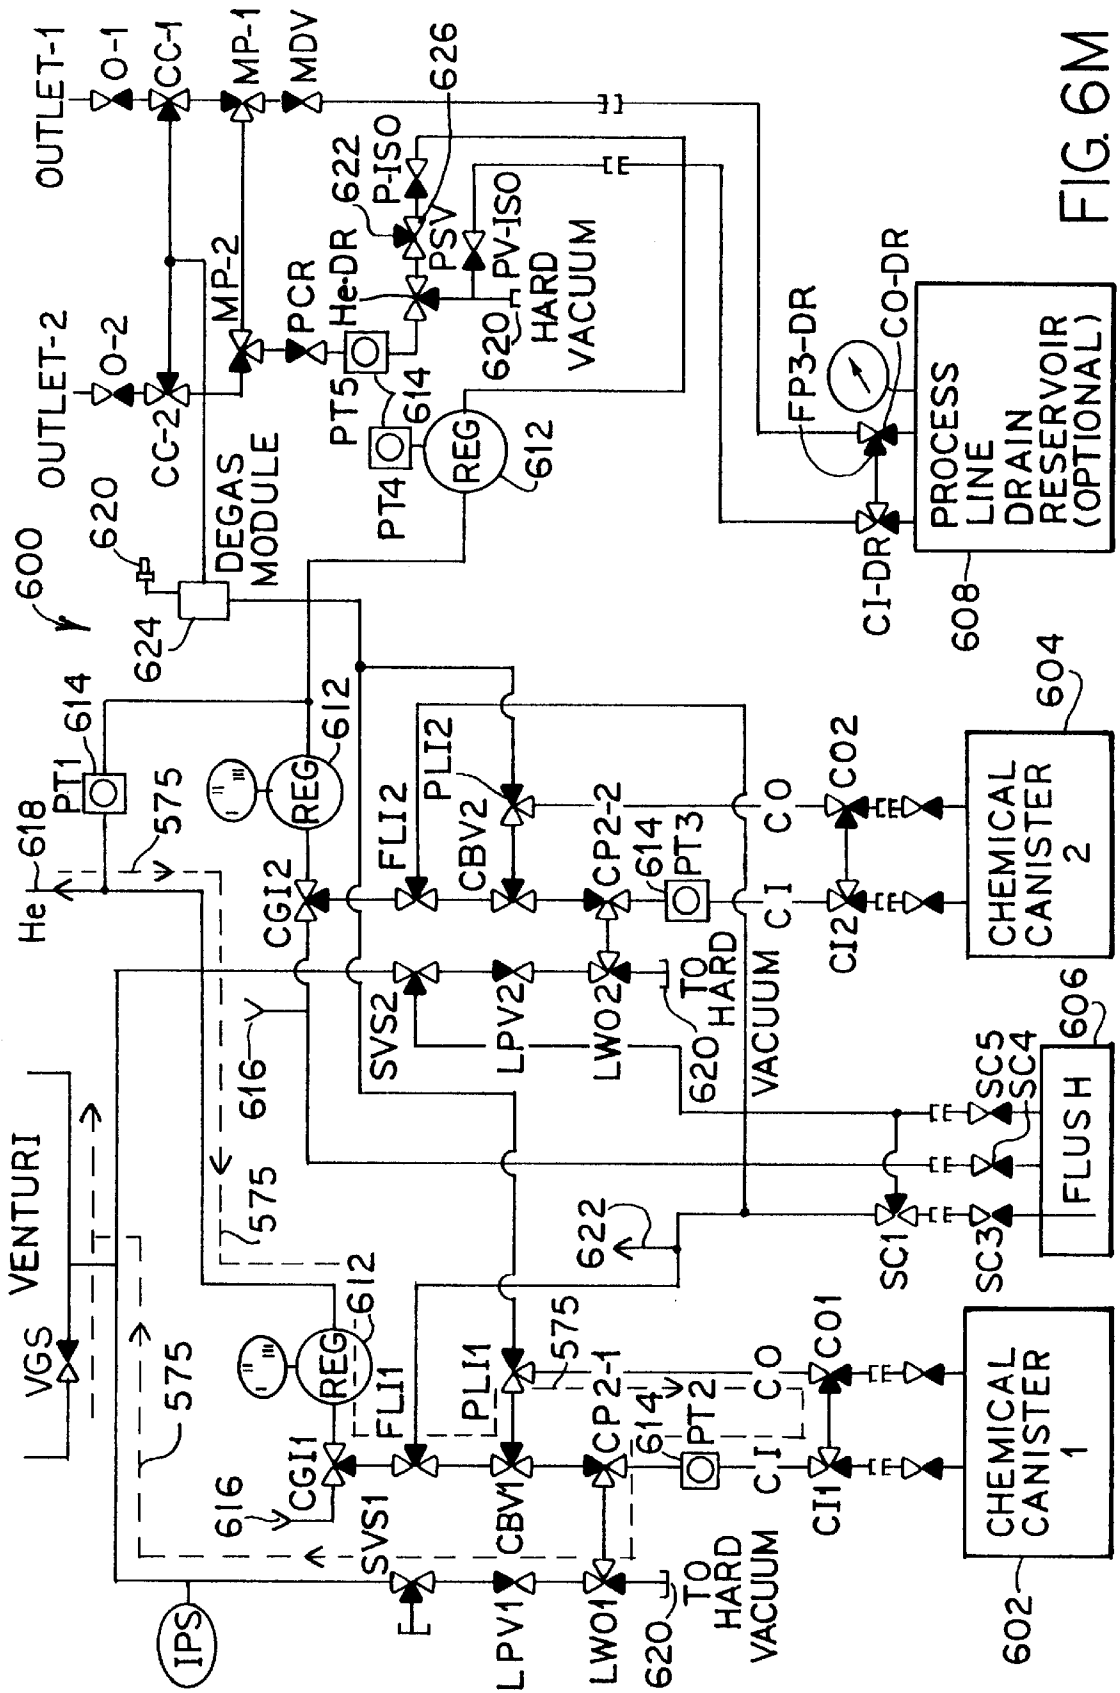 VENTURI
VGS
575
IPS
616
CGI1
REG
612
SVS1
FLI1
575
LPV1
CBV1
PLI1
575
LWO1
CP2-1
614
620
TO HARD
VACUUM
PT2
CI
CO
CI1
CO1
CHEMICAL
CANISTER
1
602
622
SC1
SC3
SC5
SC4
FLUSH
606
He
618
PT1
614
575
616
CGI2
REG
612
SVS2
FLI2
LPV2
CBV2
PLI2
LWO2
CP2-2
620
TO
HARD
VACUUM
614
PT3
CI
CO
CI2
CO2
CHEMICAL
CANISTER
2
604
600
620
624
DEGAS
MODULE
OUTLET-2
O-2
CC-2
MP-2
OUTLET-1
O-1
CC-1
MP-1
MDV
PCR
PT5
He-DR
622
P-ISO
626
PSV
PV-ISO
PT4
614
REG
612
620
HARD
VACUUM
FP3-DR
CO-DR
CI-DR
608
PROCESS
LINE
DRAIN
RESERVOIR
(OPTIONAL)
FIG. 6M